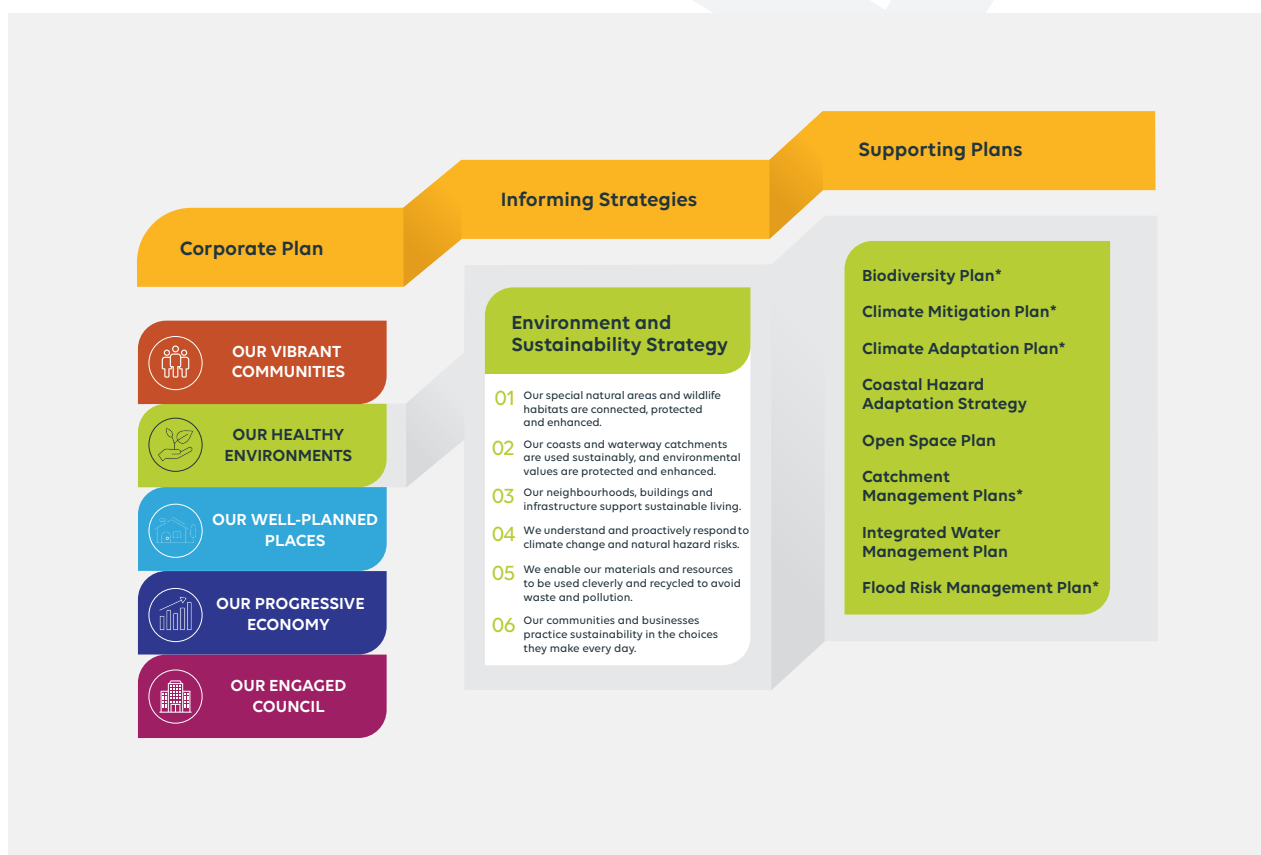 Corporate Plan
Informing Strategies
Supporting Plans
OUR VIBRANT
COMMUNITIES
OUR HEALTHY
ENVIRONMENTS
OUR WELL-PLANNED
PLACES
OUR PROGRESSIVE
ECONOMY
OUR ENGAGED
COUNCIL
Environment and
Sustainability Strategy
01 Our special natural areas and wildlife
habitats are connected, protected
and enhanced.
02 Our coasts and waterway catchments
are used sustainably, and environmental
values are protected and enhanced.
03 Our neighbourhoods, buildings and
infrastructure support sustainable living.
04 We understand and proactively respond to
climate change and natural hazard risks.
05 We enable our materials and resources
to be used cleverly and recycled to avoid
waste and pollution.
06 Our communities and businesses
practice sustainability in the choices
they make every day.
Biodiversity Plan*
Climate Mitigation Plan*
Climate Adaptation Plan*
Coastal Hazard
Adaptation Strategy
Open Space Plan
Catchment
Management Plans*
Integrated Water
Management Plan
Flood Risk Management Plan*